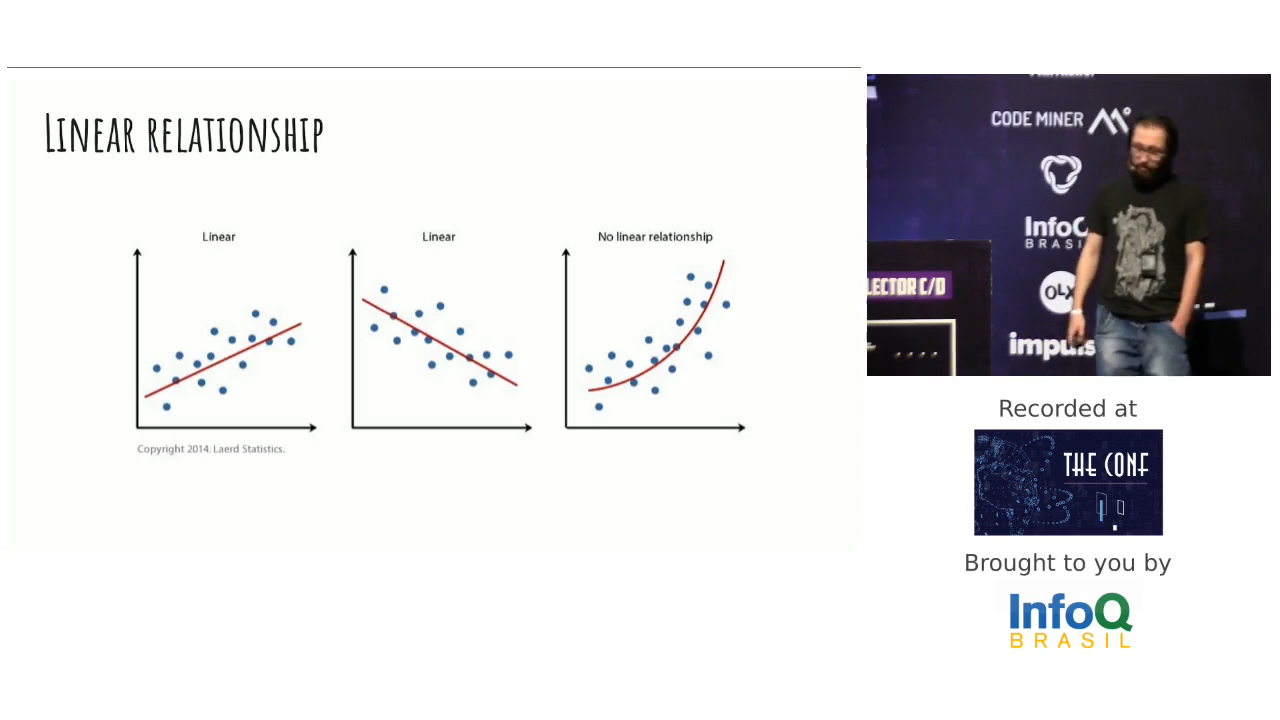 LINEAR RELATIONSHIP
Linear
Linear
No linear relationship
Copyright 2014. Laerd Statistics.
CODE MINER
InfoQ
BRASIL
OLX
LECTOR C/D
impuls
Recorded at
THE CONF
Brought to you by
InfoQ
BRASIL